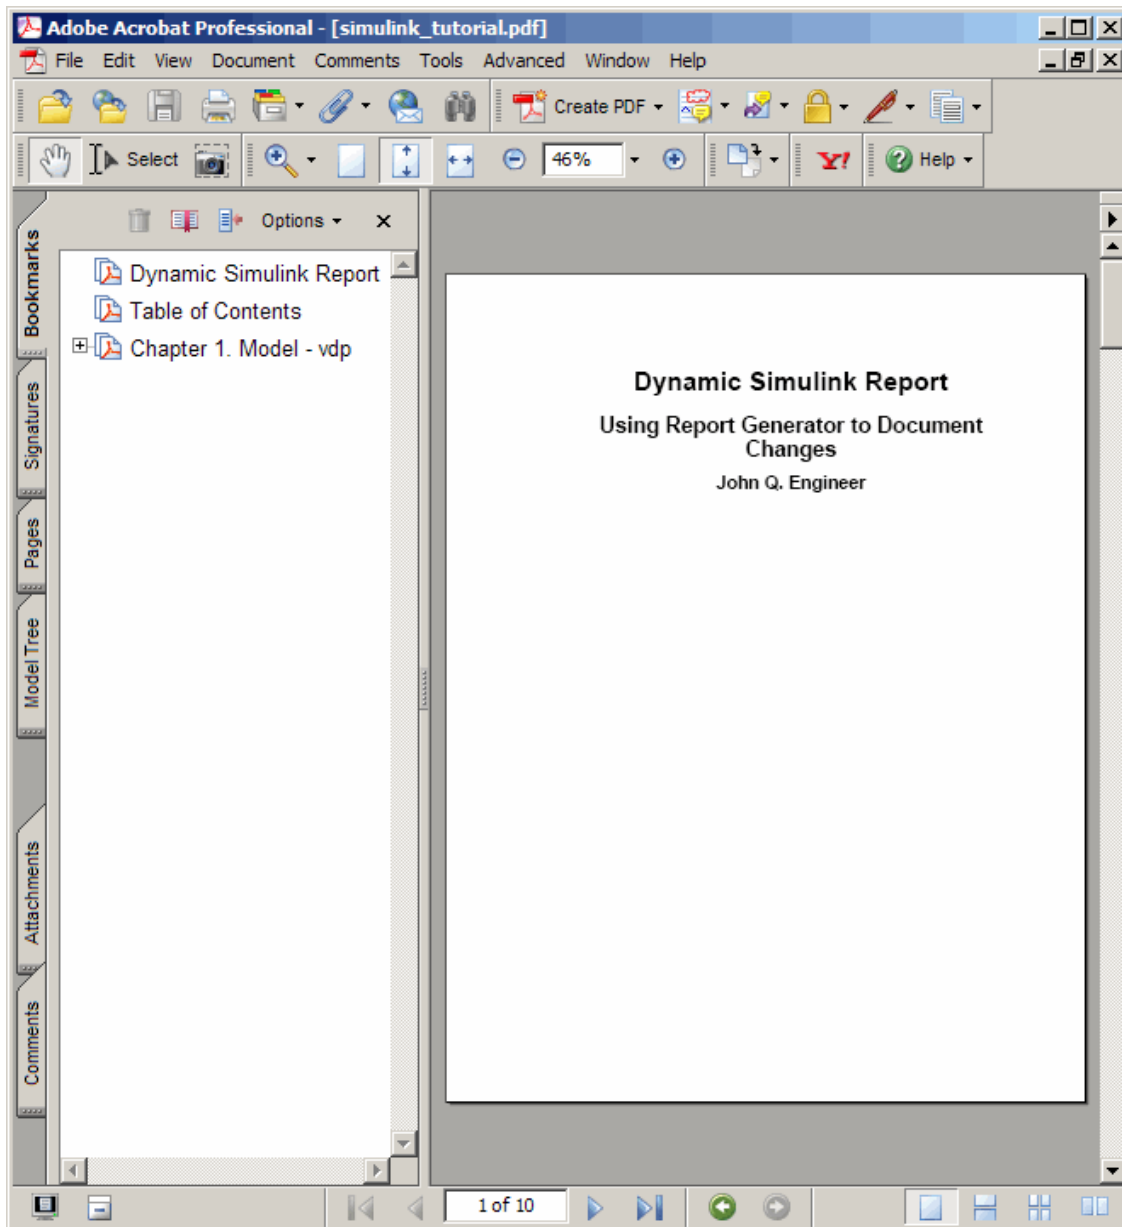 Adobe Acrobat Professional - [simulink_tutorial.pdf]
File Edit View Document Comments Tools Advanced Window Help
Create PDF
Select 46% Y! Help
Options
Bookmarks
Signatures
Pages
Model Tree
Attachments
Comments
Dynamic Simulink Report
Table of Contents
Chapter 1. Model - vdp
Dynamic Simulink Report
Using Report Generator to Document
Changes
John Q. Engineer
1 of 10